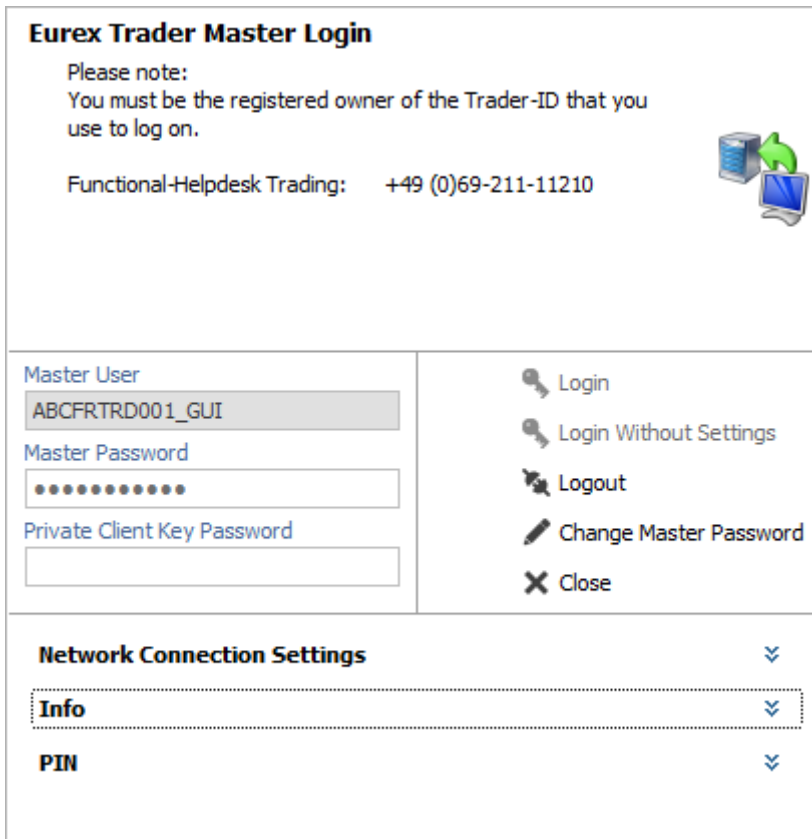 Eurex Trader Master Login
Please note:
You must be the registered owner of the Trader-ID that you
use to log on.
Functional-Helpdesk Trading: +49 (0)69-211-11210
Master User
ABCFRTRD001_GUI
Master Password
●●●●●●●●●●●
Private Client Key Password
Login
Login Without Settings
Logout
Change Master Password
Close
Network Connection Settings
Info
PIN